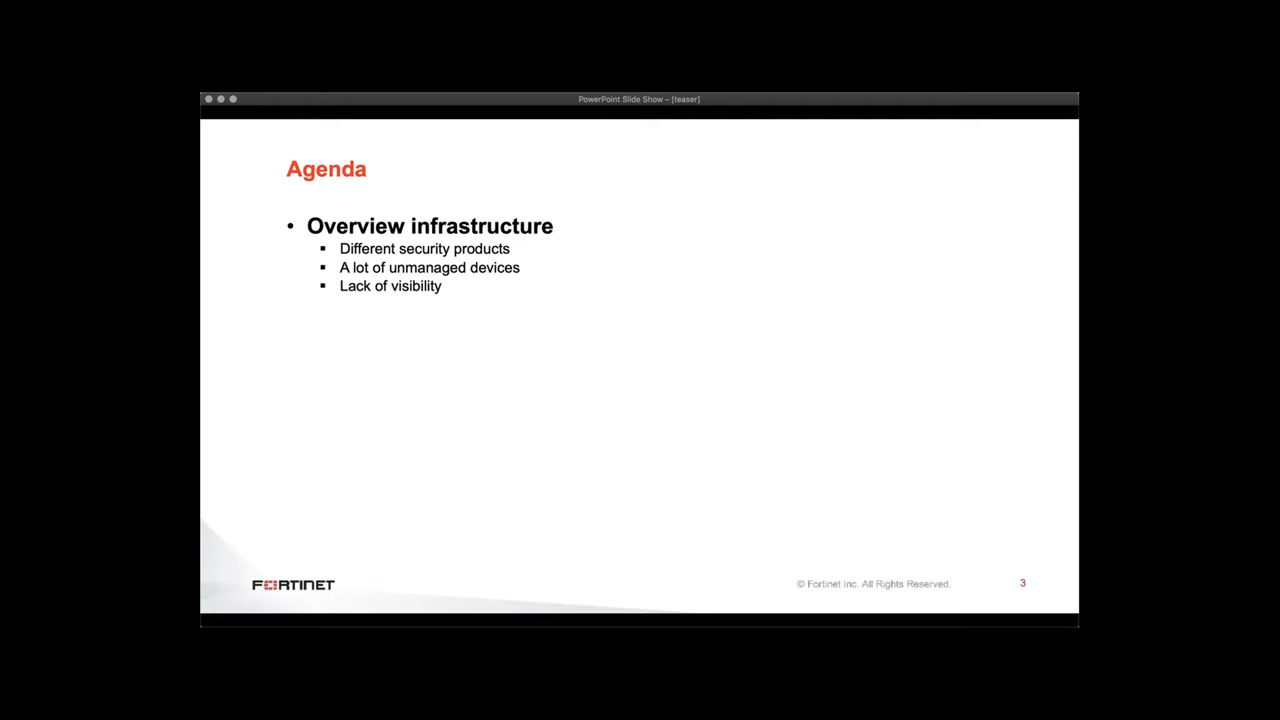 PowerPoint Slide Show – [teaser]
Agenda
• Overview infrastructure
▪ Different security products
▪ A lot of unmanaged devices
▪ Lack of visibility
FORTINET
© Fortinet Inc. All Rights Reserved.
3